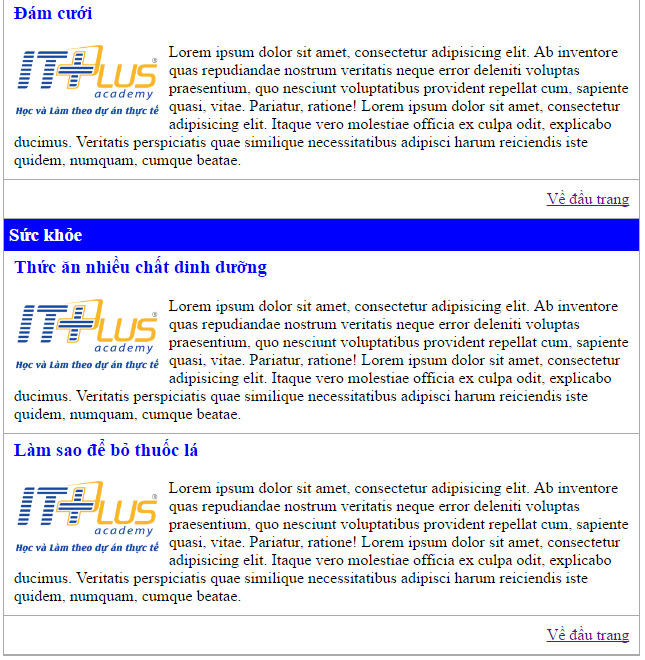 Đám cưới
ITPLUS®
academy
Học và Làm theo dự án thực tế
Lorem ipsum dolor sit amet, consectetur adipisicing elit. Ab inventore
quas repudiandae nostrum veritatis neque error deleniti voluptas
praesentium, quo nesciunt voluptatibus provident repellat cum, sapiente
quasi, vitae. Pariatur, ratione! Lorem ipsum dolor sit amet, consectetur
adipisicing elit. Itaque vero molestiae officia ex culpa odit, explicabo
ducimus. Veritatis perspiciatis quae similique necessitatibus adipisci harum reiciendis iste
quidem, numquam, cumque beatae.
Về đầu trang
Sức khỏe
Thức ăn nhiều chất dinh dưỡng
ITPLUS®
academy
Học và Làm theo dự án thực tế
Lorem ipsum dolor sit amet, consectetur adipisicing elit. Ab inventore
quas repudiandae nostrum veritatis neque error deleniti voluptas
praesentium, quo nesciunt voluptatibus provident repellat cum, sapiente
quasi, vitae. Pariatur, ratione! Lorem ipsum dolor sit amet, consectetur
adipisicing elit. Itaque vero molestiae officia ex culpa odit, explicabo
ducimus. Veritatis perspiciatis quae similique necessitatibus adipisci harum reiciendis iste
quidem, numquam, cumque beatae.
Làm sao để bỏ thuốc lá
ITPLUS®
academy
Học và Làm theo dự án thực tế
Lorem ipsum dolor sit amet, consectetur adipisicing elit. Ab inventore
quas repudiandae nostrum veritatis neque error deleniti voluptas
praesentium, quo nesciunt voluptatibus provident repellat cum, sapiente
quasi, vitae. Pariatur, ratione! Lorem ipsum dolor sit amet, consectetur
adipisicing elit. Itaque vero molestiae officia ex culpa odit, explicabo
ducimus. Veritatis perspiciatis quae similique necessitatibus adipisci harum reiciendis iste
quidem, numquam, cumque beatae.
Về đầu trang